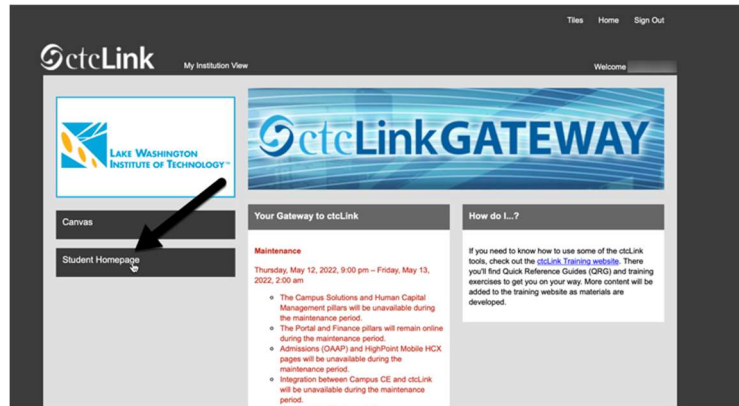 Tiles Home Sign Out
ctcLink
My Institution View
Welcome
LAKE WASHINGTON
INSTITUTE OF TECHNOLOGY™
ctcLinkGATEWAY
Canvas
Student Homepage
Your Gateway to ctcLink
Maintenance
Thursday, May 12, 2022, 9:00 pm – Friday, May 13,
2022, 2:00 am
The Campus Solutions and Human Capital
Management pillars will be unavailable during
the maintenance period.
The Portal and Finance pillars will remain online
during the maintenance period.
Admissions (OAAP) and HighPoint Mobile HCX
pages will be unavailable during the
maintenance period.
Integration between Campus CE and ctcLink
will be unavailable during the maintenance
period.
How do I...?
If you need to know how to use some of the ctcLink
tools, check out the ctcLink Training website. There
you'll find Quick Reference Guides (QRG) and training
exercises to get you on your way. More content will be
added to the training website as materials are
developed.